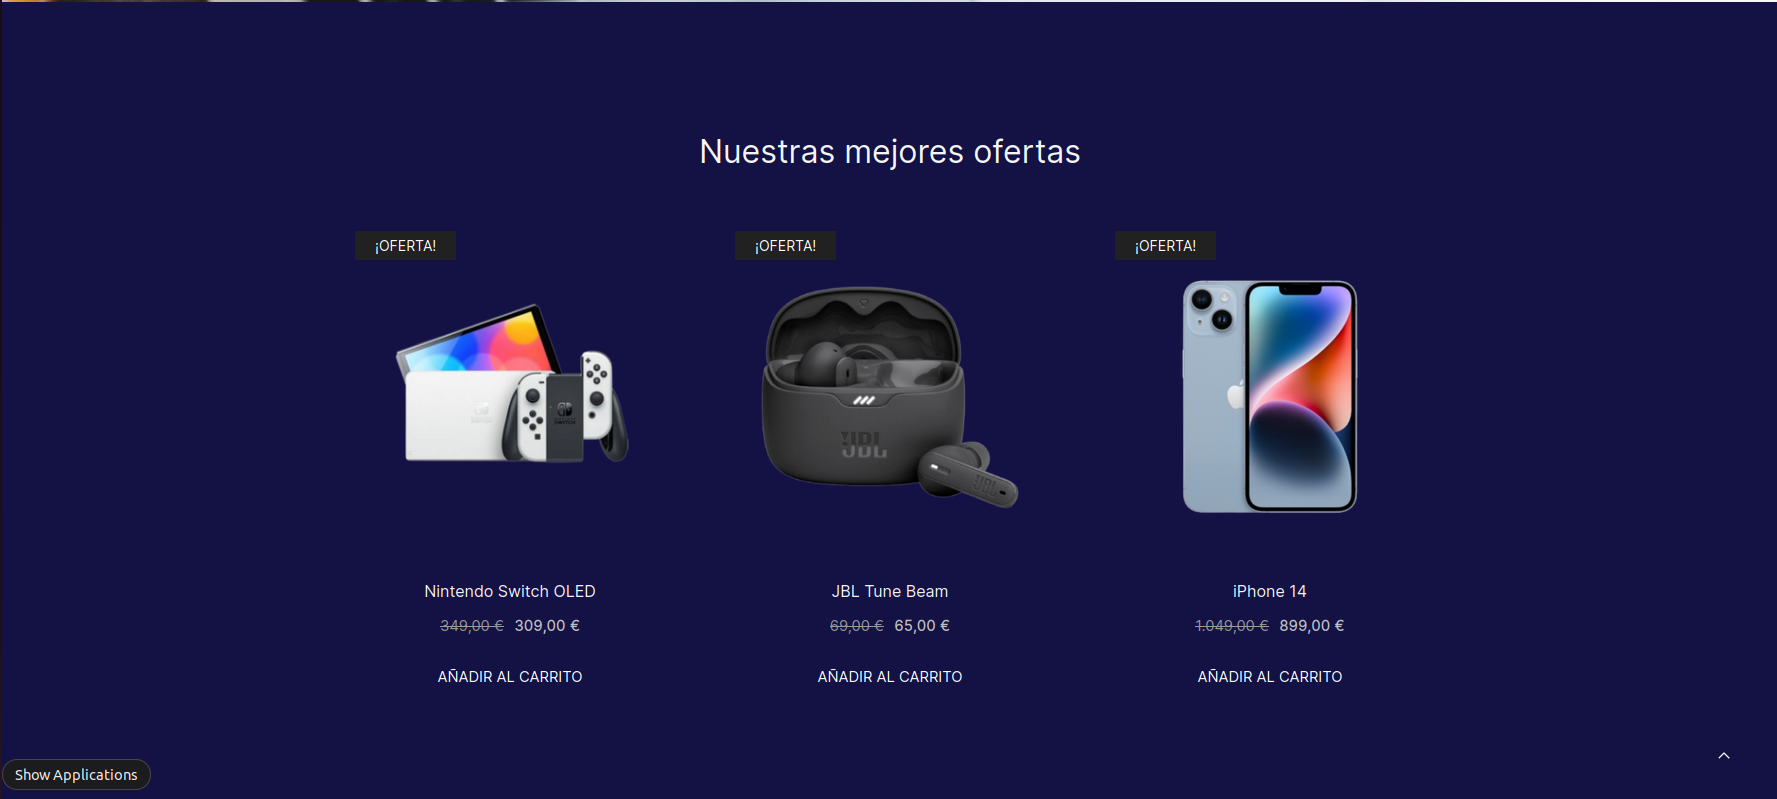 Nuestras mejores ofertas
¡OFERTA!
¡OFERTA!
¡OFERTA!
JBL
JBL
Nintendo Switch OLED
JBL Tune Beam
iPhone 14
349,00 € 309,00 €
69,00 € 65,00 €
1.049,00 € 899,00 €
AÑADIR AL CARRITO
AÑADIR AL CARRITO
AÑADIR AL CARRITO
Show Applications